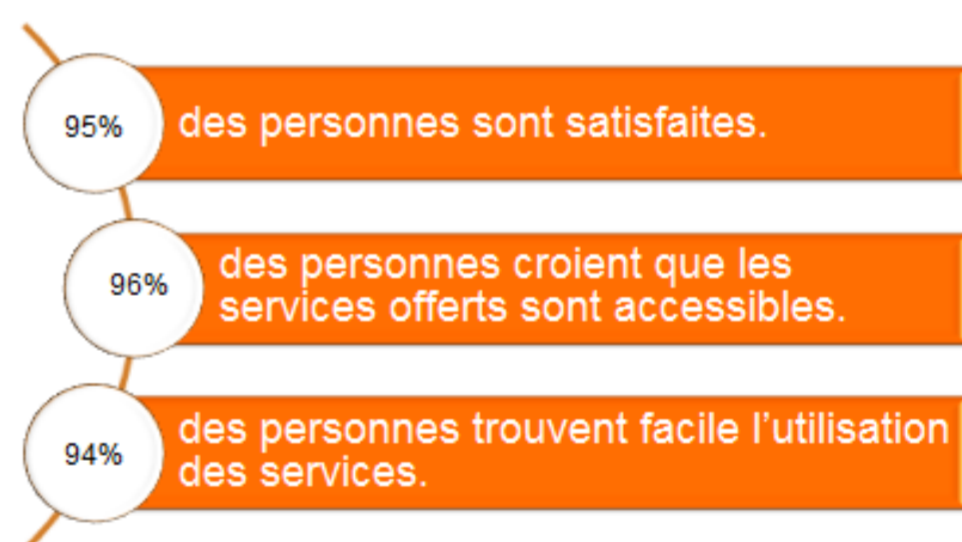 95%
des personnes sont satisfaites.
96%
des personnes croient que les
services offerts sont accessibles.
94%
des personnes trouvent facile l’utilisation
des services.